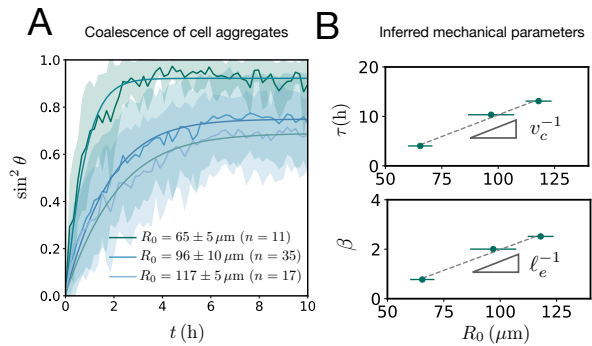 A
Coalescence of cell aggregates
1.0
0.8
0.6
0.4
0.2
0.0
sin² θ
R₀ = 65 ± 5 μm (n = 11)
R₀ = 96 ± 10 μm (n = 35)
R₀ = 117 ± 5 μm (n = 17)
0 2 4 6 8 10
t (h)
B
Inferred mechanical parameters
20
10
0
τ(h)
v_c⁻¹
50 75 100 125
4
2
0
β
ℓ_e⁻¹
50 75 100 125
R₀ (μm)